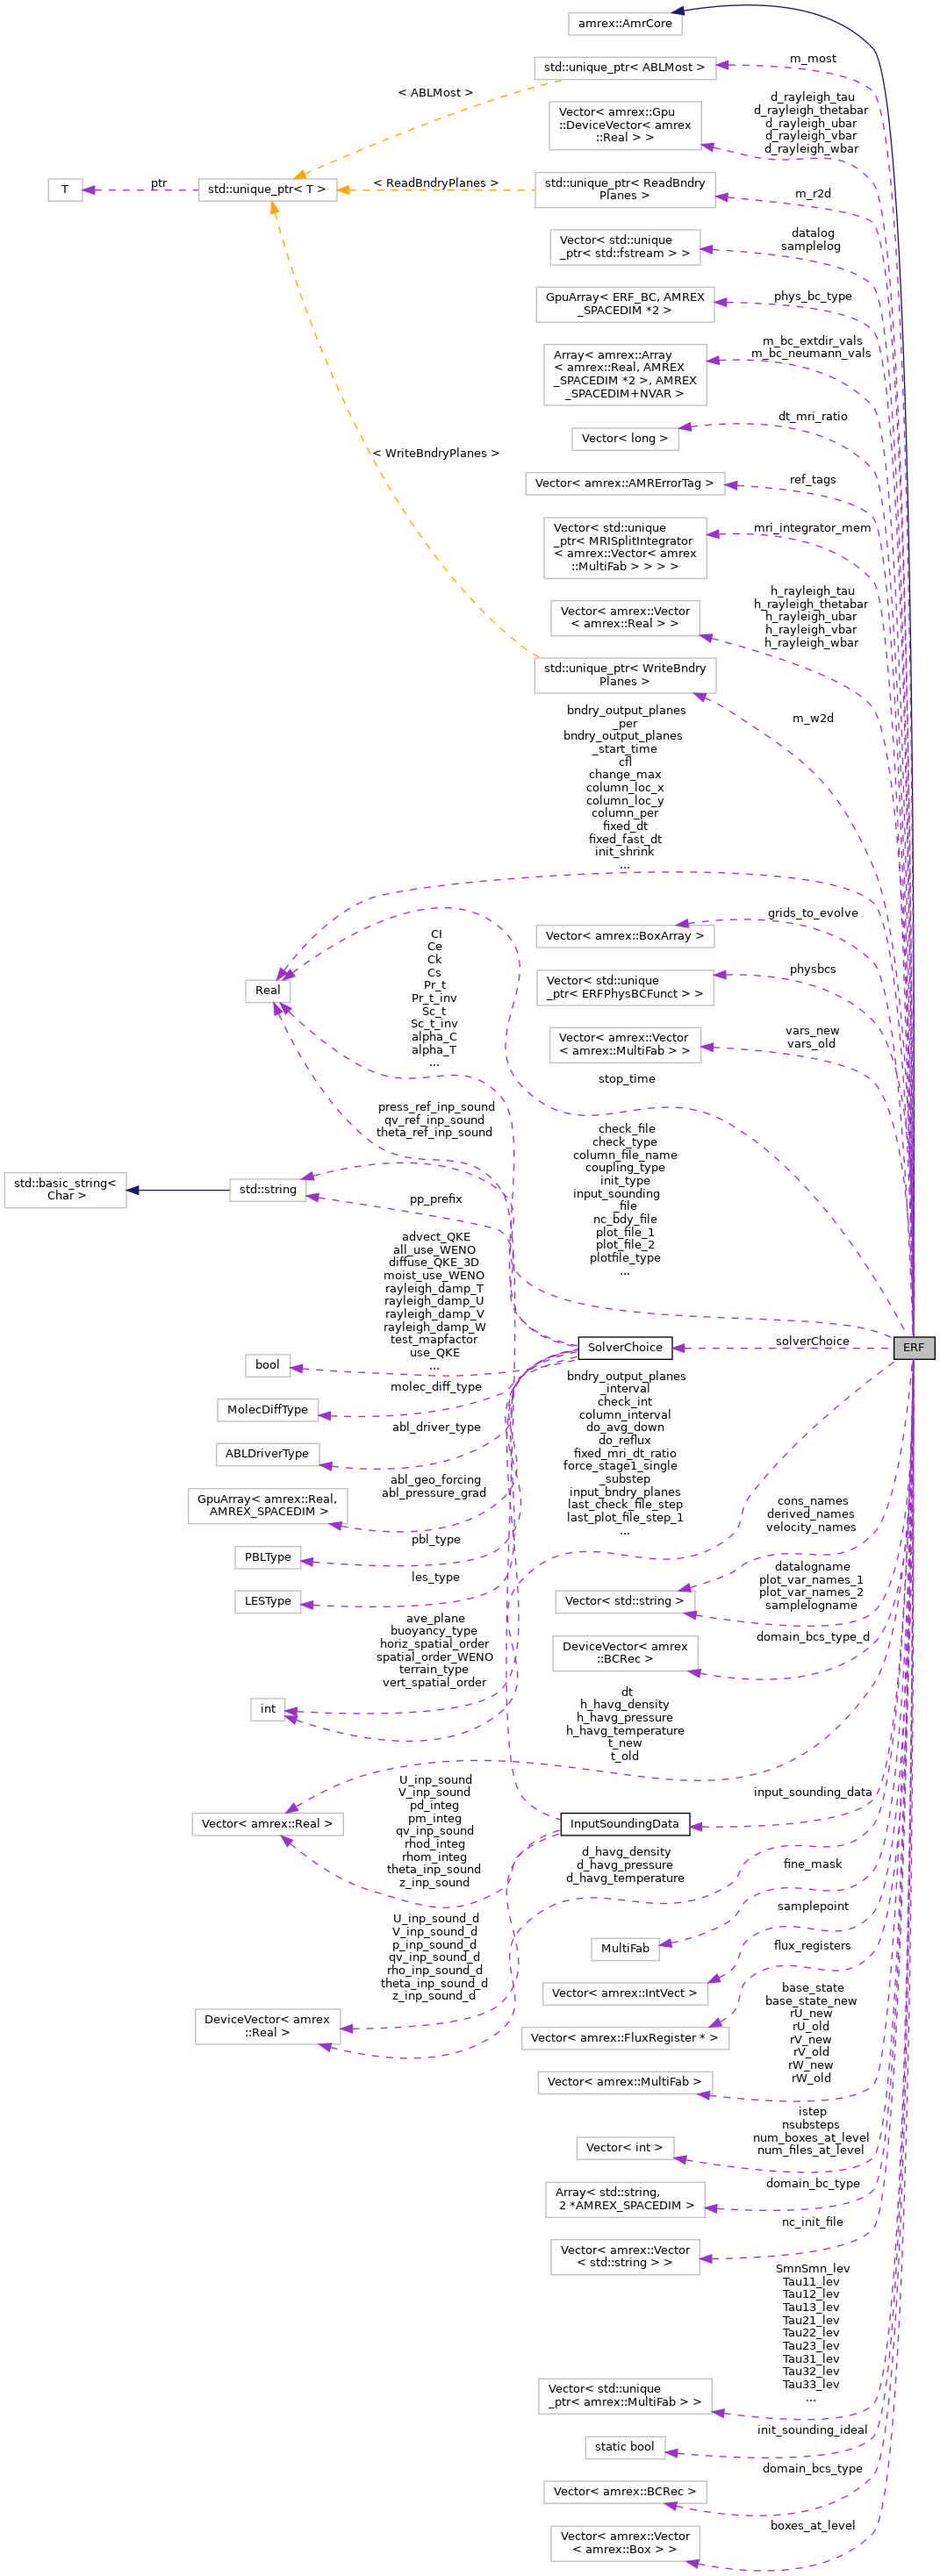 amrex::AmrCore
m_most
std::unique_ptr< ABLMost >
< ABLMost >
d_rayleigh_tau
d_rayleigh_thetabar
d_rayleigh_ubar
d_rayleigh_vbar
d_rayleigh_wbar
Vector< amrex::Gpu
::DeviceVector< amrex
::Real > >
T
ptr
std::unique_ptr< T >
< ReadBndryPlanes >
std::unique_ptr< ReadBndry
Planes >
m_r2d
Vector< std::unique
_ptr< std::fstream > >
datalog
samplelog
GpuArray< ERF_BC, AMREX
_SPACEDIM *2 >
phys_bc_type
Array< amrex::Array
< amrex::Real, AMREX
_SPACEDIM *2 >, AMREX
_SPACEDIM+NVAR >
m_bc_extdir_vals
m_bc_neumann_vals
Vector< long >
dt_mri_ratio
< WriteBndryPlanes >
Vector< amrex::AMRErrorTag >
ref_tags
Vector< std::unique
_ptr< MRISplitIntegrator
< amrex::Vector< amrex
::MultiFab > > > >
mri_integrator_mem
Vector< amrex::Vector
< amrex::Real > >
h_rayleigh_tau
h_rayleigh_thetabar
h_rayleigh_ubar
h_rayleigh_vbar
h_rayleigh_wbar
std::unique_ptr< WriteBndry
Planes >
m_w2d
bndry_output_planes
_per
bndry_output_planes
_start_time
cfl
change_max
column_loc_x
column_loc_y
column_per
fixed_dt
fixed_fast_dt
init_shrink
...
Vector< amrex::BoxArray >
grids_to_evolve
Real
CI
Ce
Ck
Cs
Pr_t
Pr_t_inv
Sc_t
Sc_t_inv
alpha_C
alpha_T
...
Vector< std::unique
_ptr< ERFPhysBCFunct > >
physbcs
Vector< amrex::Vector
< amrex::MultiFab > >
vars_new
vars_old
stop_time
press_ref_inp_sound
qv_ref_inp_sound
theta_ref_inp_sound
std::basic_string<
Char >
std::string
pp_prefix
check_file
check_type
column_file_name
coupling_type
init_type
input_sounding
_file
nc_bdy_file
plot_file_1
plot_file_2
plotfile_type
...
advect_QKE
all_use_WENO
diffuse_QKE_3D
moist_use_WENO
rayleigh_damp_T
rayleigh_damp_U
rayleigh_damp_V
rayleigh_damp_W
test_mapfactor
use_QKE
...
bool
SolverChoice
solverChoice
ERF
MolecDiffType
molec_diff_type
ABLDriverType
abl_driver_type
GpuArray< amrex::Real,
AMREX_SPACEDIM >
abl_geo_forcing
abl_pressure_grad
PBLType
pbl_type
LESType
les_type
bndry_output_planes
_interval
check_int
column_interval
do_avg_down
do_reflux
fixed_mri_dt_ratio
force_stage1_single
_substep
input_bndry_planes
last_check_file_step
last_plot_file_step_1
...
cons_names
derived_names
velocity_names
Vector< std::string >
datalogname
plot_var_names_1
plot_var_names_2
samplelogname
ave_plane
buoyancy_type
horiz_spatial_order
spatial_order_WENO
terrain_type
vert_spatial_order
int
DeviceVector< amrex
::BCRec >
domain_bcs_type_d
dt
h_havg_density
h_havg_pressure
h_havg_temperature
t_new
t_old
Vector< amrex::Real >
U_inp_sound
V_inp_sound
pd_integ
pm_integ
qv_inp_sound
rhod_integ
rhom_integ
theta_inp_sound
z_inp_sound
InputSoundingData
input_sounding_data
d_havg_density
d_havg_pressure
d_havg_temperature
fine_mask
MultiFab
U_inp_sound_d
V_inp_sound_d
p_inp_sound_d
qv_inp_sound_d
rho_inp_sound_d
theta_inp_sound_d
z_inp_sound_d
DeviceVector< amrex
::Real >
samplepoint
Vector< amrex::IntVect >
flux_registers
Vector< amrex::FluxRegister * >
base_state
base_state_new
rU_new
rU_old
rV_new
rV_old
rW_new
rW_old
Vector< amrex::MultiFab >
istep
nsubsteps
num_boxes_at_level
num_files_at_level
Vector< int >
Array< std::string,
2 *AMREX_SPACEDIM >
domain_bc_type
nc_init_file
Vector< amrex::Vector
< std::string > >
SmnSmn_lev
Tau11_lev
Tau12_lev
Tau13_lev
Tau21_lev
Tau22_lev
Tau23_lev
Tau31_lev
Tau32_lev
Tau33_lev
...
Vector< std::unique
_ptr< amrex::MultiFab > >
static bool
init_sounding_ideal
Vector< amrex::BCRec >
domain_bcs_type
Vector< amrex::Vector
< amrex::Box > >
boxes_at_level